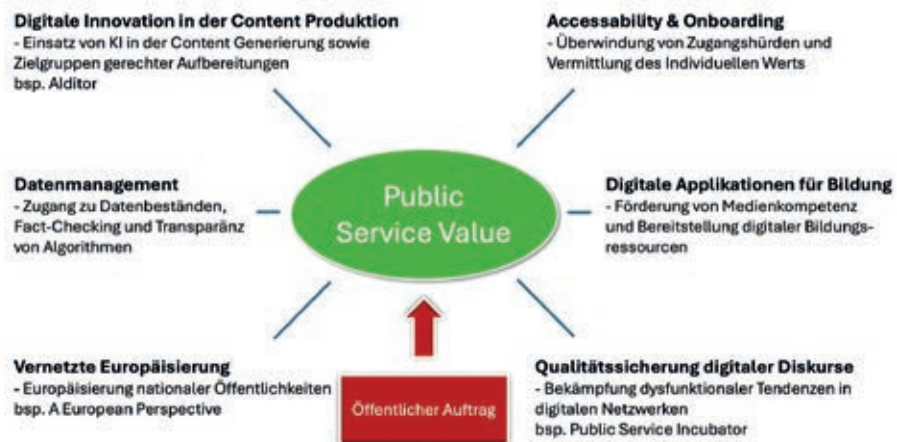 Digitale Innovation in der Content Produktion
- Einsatz von KI in der Content Generierung sowie
Zielgruppen gerechter Aufbereitungen
bsp. AIditor
Accessability & Onboarding
- Überwindung von Zugangshürden und
Vermittlung des Individuellen Werts
Datenmanagement
- Zugang zu Datenbeständen,
Fact-Checking und Transparänz
von Algorithmen
Public
Service Value
Digitale Applikationen für Bildung
- Förderung von Medienkompetenz
und Bereitstellung digitaler Bildungs-
ressourcen
Vernetzte Europäisierung
- Europäisierung nationaler Öffentlichkeiten
bsp. A European Perspective
Öffentlicher Auftrag
Qualitätssicherung digitaler Diskurse
- Bekämpfung dysfunktionaler Tendenzen in
digitalen Netzwerken
bsp. Public Service Incubator